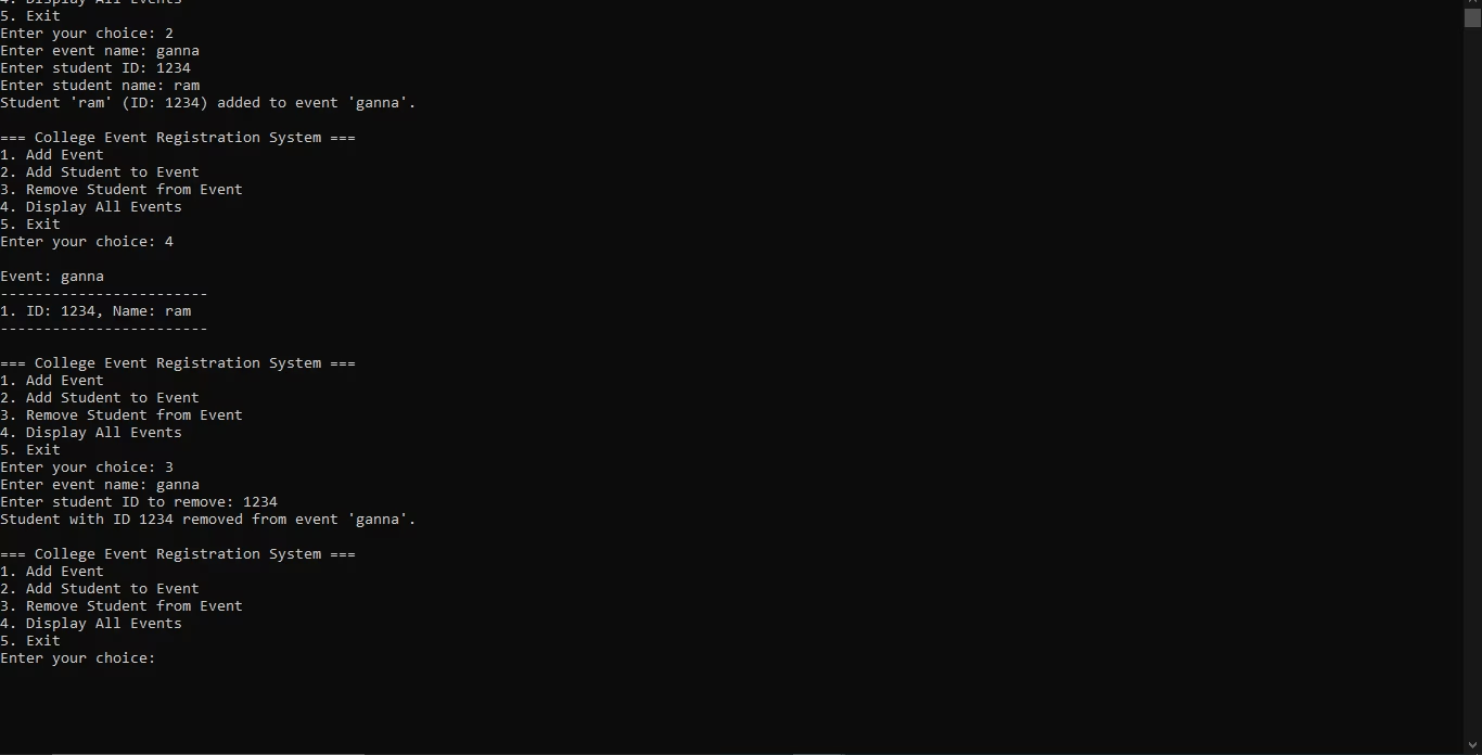 4. Display All Events
5. Exit
Enter your choice: 2
Enter event name: ganna
Enter student ID: 1234
Enter student name: ram
Student 'ram' (ID: 1234) added to event 'ganna'.
=== College Event Registration System ===
1. Add Event
2. Add Student to Event
3. Remove Student from Event
4. Display All Events
5. Exit
Enter your choice: 4
Event: ganna
------------------------
1. ID: 1234, Name: ram
------------------------
=== College Event Registration System ===
1. Add Event
2. Add Student to Event
3. Remove Student from Event
4. Display All Events
5. Exit
Enter your choice: 3
Enter event name: ganna
Enter student ID to remove: 1234
Student with ID 1234 removed from event 'ganna'.
=== College Event Registration System ===
1. Add Event
2. Add Student to Event
3. Remove Student from Event
4. Display All Events
5. Exit
Enter your choice: